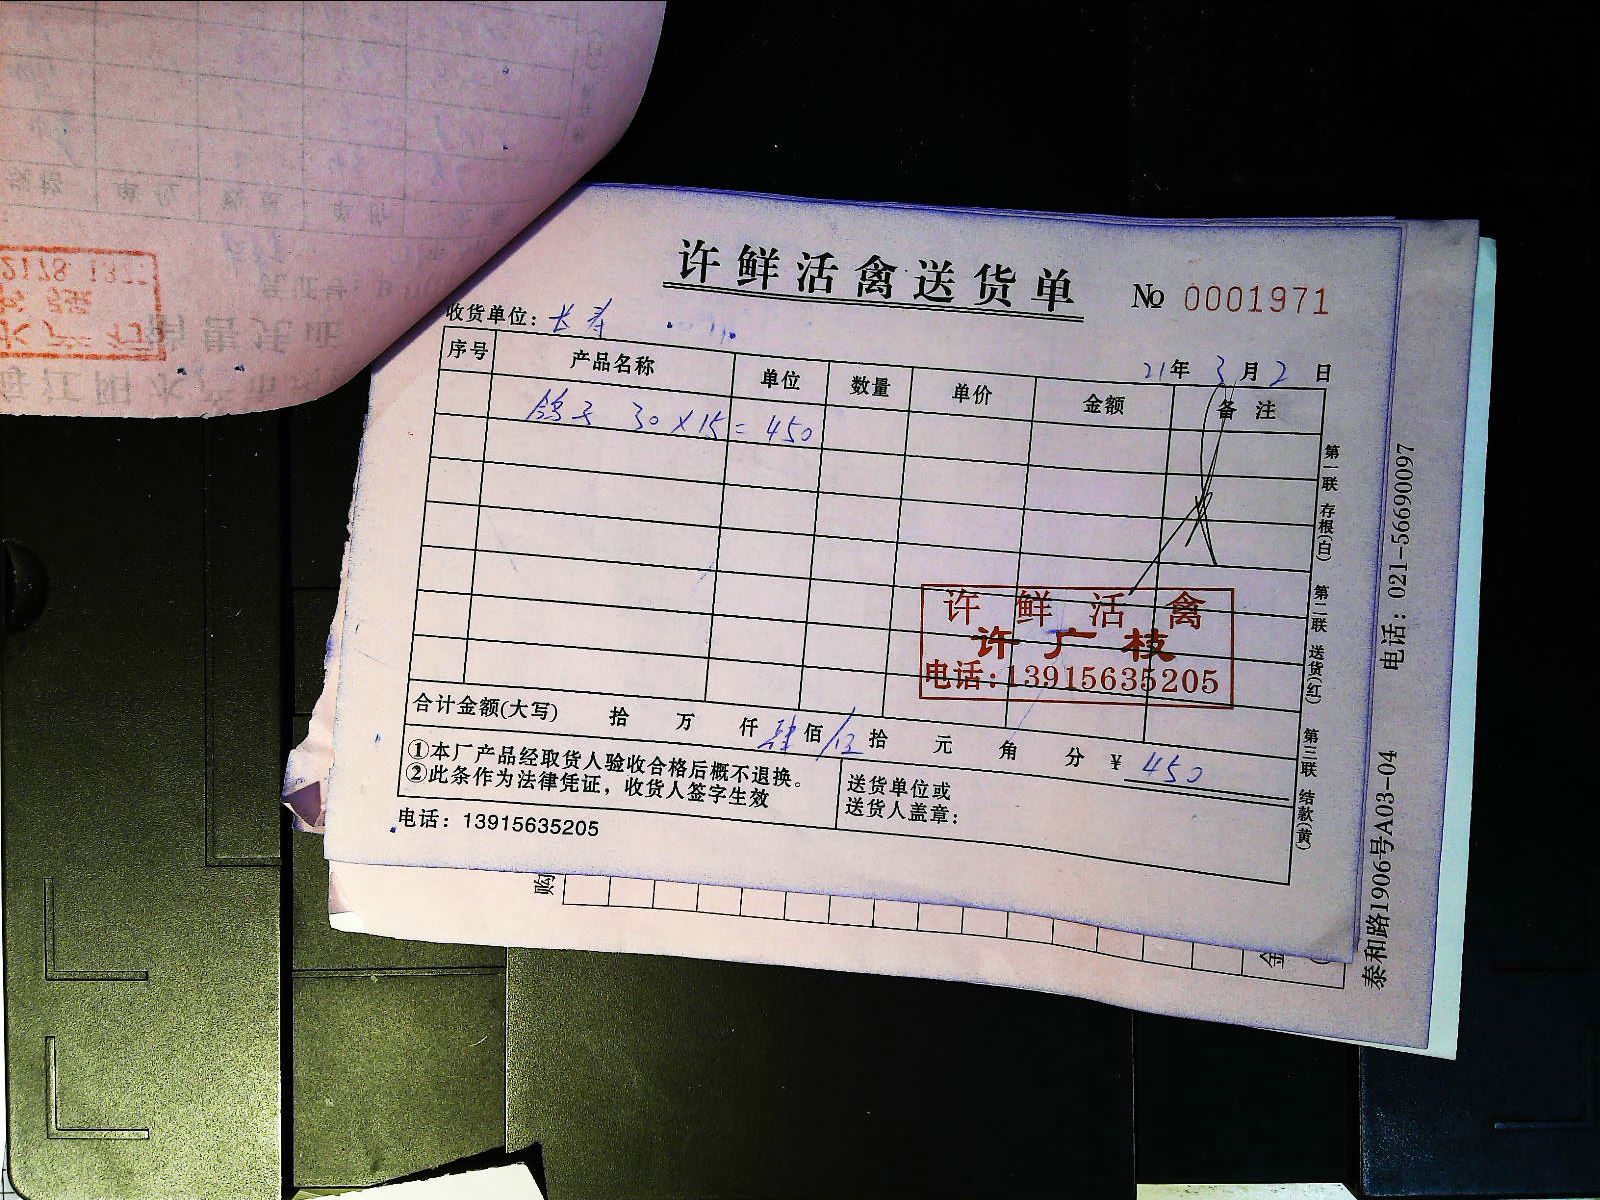 许鲜活禽送货单
No 0001971
收货单位：长寿
21年3月2日
序号 产品名称 单位 数量 单价 金额 备注
鸽子 30×15=450
许鲜活禽
许广枝
电话:13915635205
合计金额(大写) 拾 万 仟 肆佰 伍拾 元 角 分 ¥ 450
①本厂产品经取货人验收合格后概不退换。
②此条作为法律凭证，收货人签字生效
送货单位或
送货人盖章：
电话：13915635205
第一联 存根(白) 第二联 送货(红) 第三联 结款(黄)
泰和路1906号A03-04 电话：021-56690097
购
金